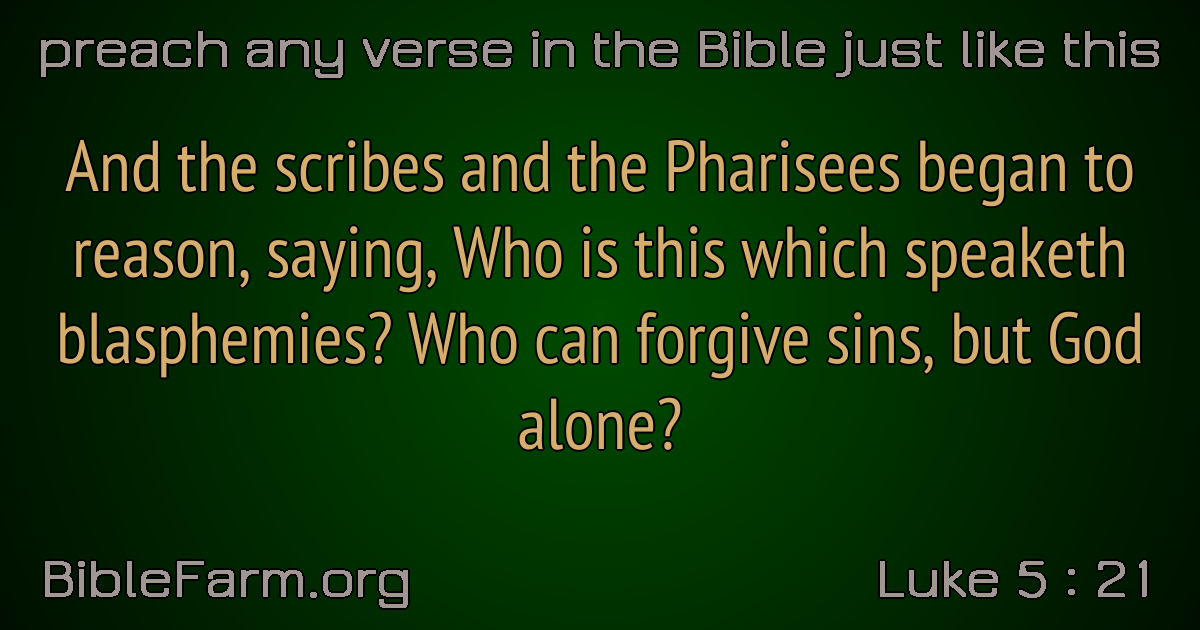 preach any verse in the Bible just like this
And the scribes and the Pharisees began to
reason, saying, Who is this which speaketh
blasphemies? Who can forgive sins, but God
alone?
BibleFarm.org
Luke 5 : 21